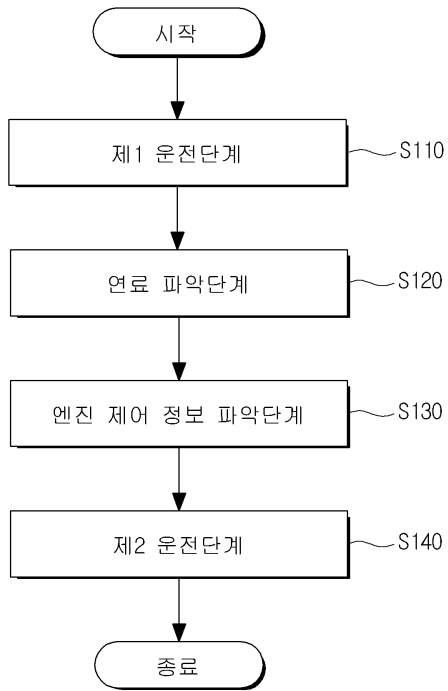 시작
제1 운전단계
S110
연료 파악단계
S120
엔진 제어 정보 파악단계
S130
제2 운전단계
S140
종료